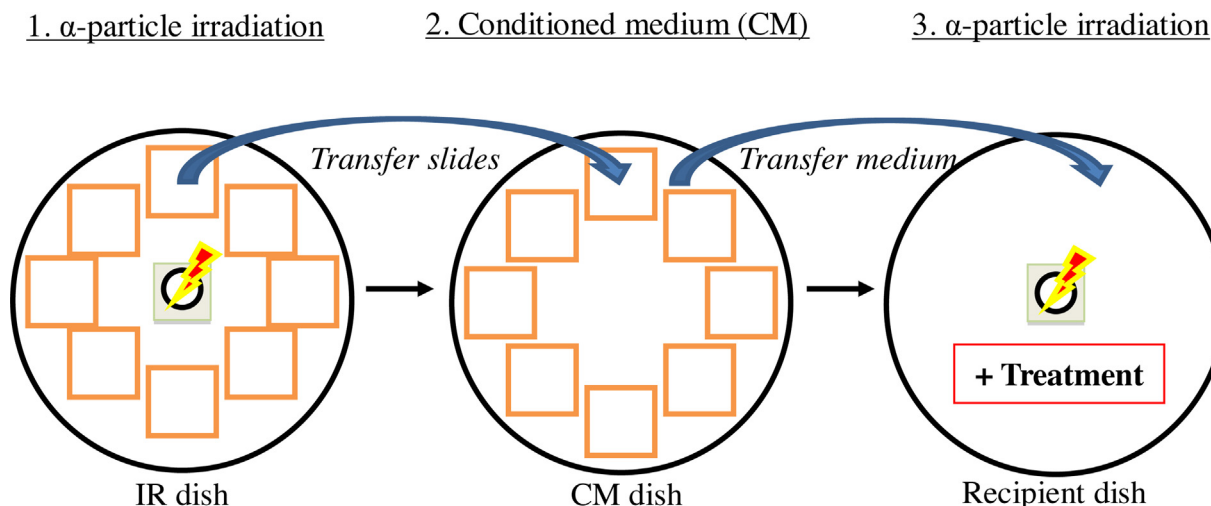 1. α-particle irradiation
2. Conditioned medium (CM)
3. α-particle irradiation
Transfer slides
Transfer medium
+ Treatment
IR dish
CM dish
Recipient dish